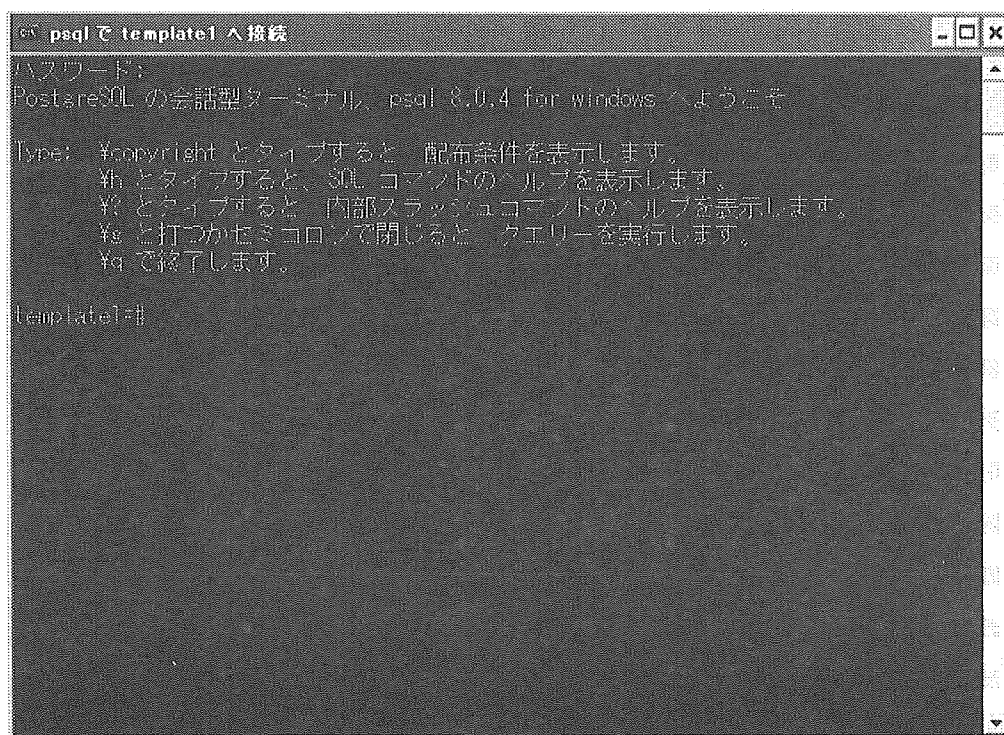 psql で template1 へ接続
パスワード:
PostgreSQL の会話型ターミナル、psql 8.0.4 for windows へようこそ
Type: ¥copyright とタイプすると 配布条件を表示します。
¥h とタイプすると、SQL コマンドのヘルプを表示します。
¥? とタイプすると 内部スラッシュコマンドのヘルプを表示します。
¥g と打つかセミコロンで閉じると クエリーを実行します。
¥q で終了します。
template1=#